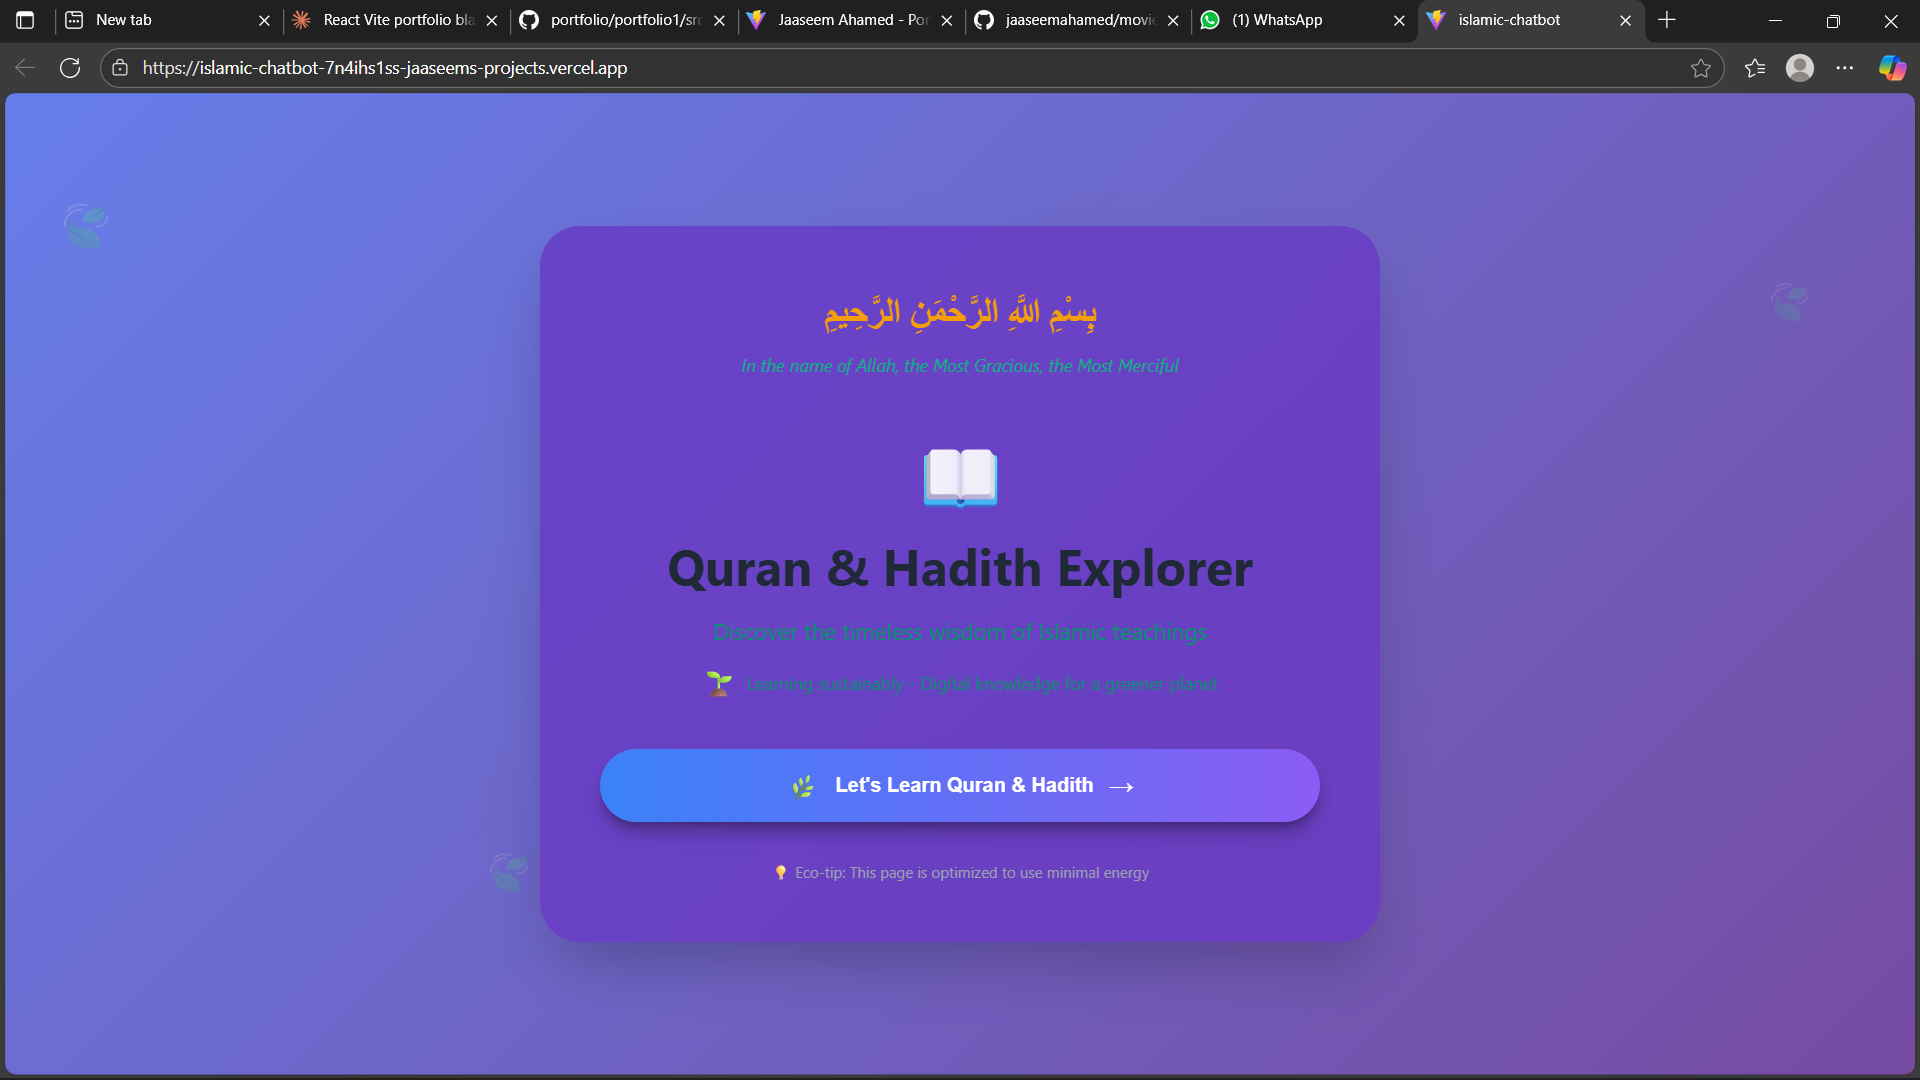 New tab
React Vite portfolio bla
portfolio/portfolio1/src
Jaaseem Ahamed - Por
jaaseemahamed/movie
(1) WhatsApp
islamic-chatbot
https://islamic-chatbot-7n4ihs1ss-jaaseems-projects.vercel.app
بِسْمِ اللَّهِ الرَّحْمَنِ الرَّحِيمِ
In the name of Allah, the Most Gracious, the Most Merciful
Quran & Hadith Explorer
Discover the timeless wisdom of Islamic teachings
Learning sustainably - Digital knowledge for a greener planet
Let's Learn Quran & Hadith →
Eco-tip: This page is optimized to use minimal energy